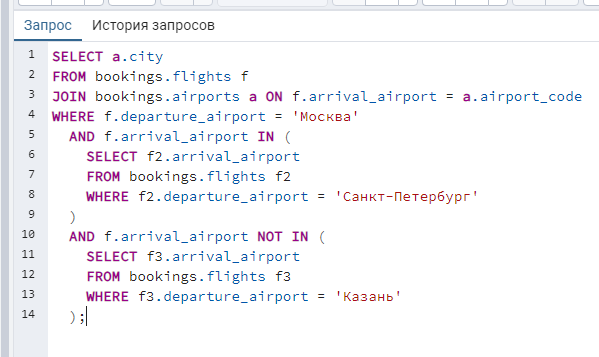 Запрос История запросов
1 SELECT a.city
2 FROM bookings.flights f
3 JOIN bookings.airports a ON f.arrival_airport = a.airport_code
4 WHERE f.departure_airport = 'Москва'
5 AND f.arrival_airport IN (
6 SELECT f2.arrival_airport
7 FROM bookings.flights f2
8 WHERE f2.departure_airport = 'Санкт-Петербург'
9 )
10 AND f.arrival_airport NOT IN (
11 SELECT f3.arrival_airport
12 FROM bookings.flights f3
13 WHERE f3.departure_airport = 'Казань'
14 );